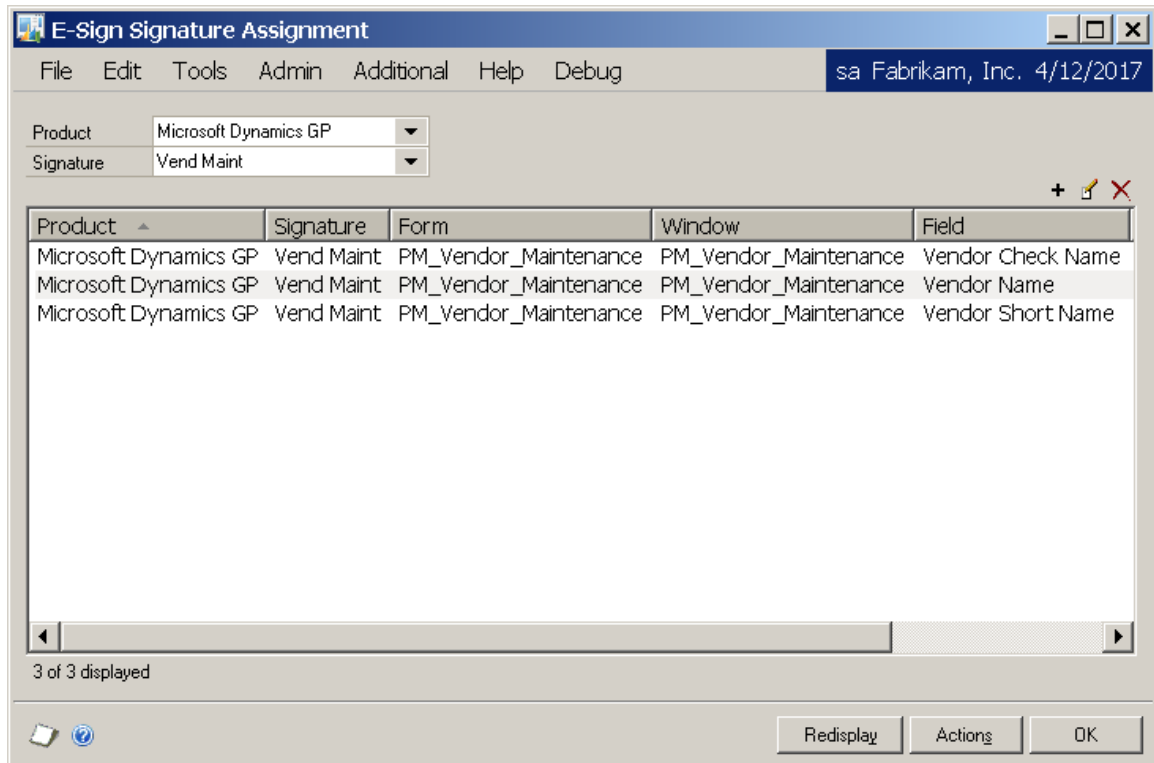 E-Sign Signature Assignment
File Edit Tools Admin Additional Help Debug sa Fabrikam, Inc. 4/12/2017
Product Microsoft Dynamics GP
Signature Vend Maint
Product Signature Form Window Field
Microsoft Dynamics GP Vend Maint PM_Vendor_Maintenance PM_Vendor_Maintenance Vendor Check Name
Microsoft Dynamics GP Vend Maint PM_Vendor_Maintenance PM_Vendor_Maintenance Vendor Name
Microsoft Dynamics GP Vend Maint PM_Vendor_Maintenance PM_Vendor_Maintenance Vendor Short Name
3 of 3 displayed
Redisplay Actions OK